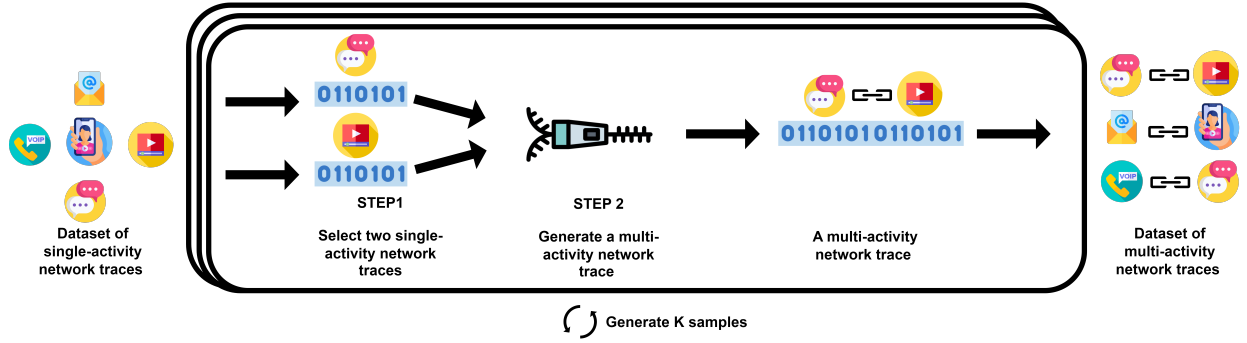 VOIP
Dataset of
single-activity
network traces
0110101
0110101
STEP1
Select two single-
activity network
traces
STEP 2
Generate a multi-
activity network
trace
01101010110101
A multi-activity
network trace
VOIP
Dataset of
multi-activity
network traces
Generate K samples